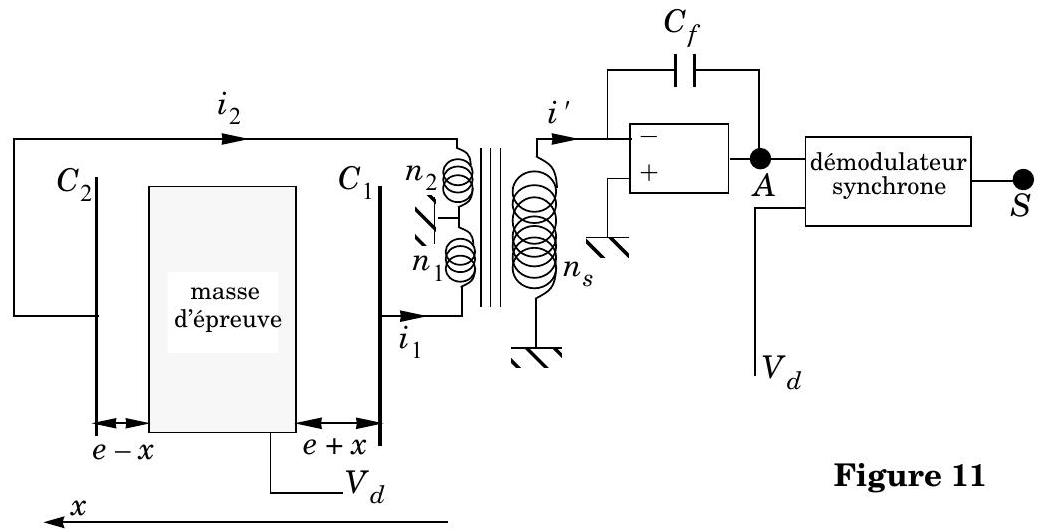 C_f
i_2
i'
C_2
C_1
n_2
−
+
A
démodulateur
synchrone
S
n_1
n_s
masse
d'épreuve
i_1
V_d
e − x
e + x
V_d
x
Figure 11